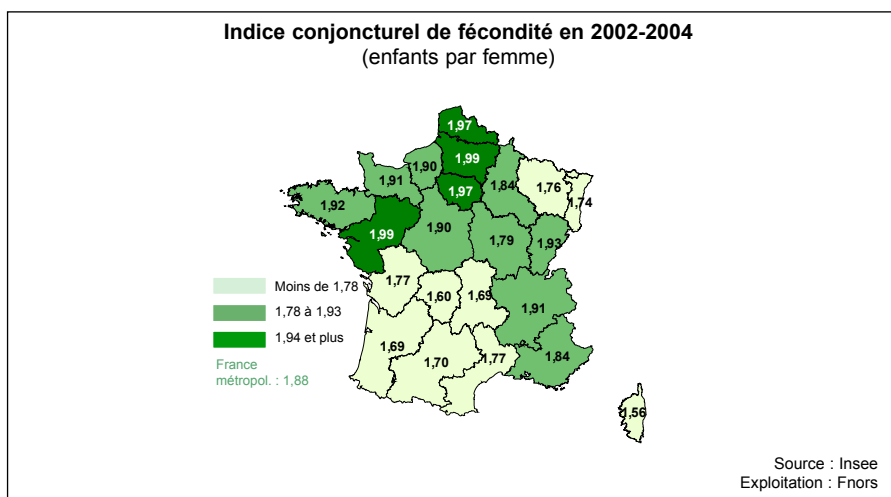 Indice conjoncturel de fécondité en 2002-2004
(enfants par femme)
1,97
1,99
1,90
1,84
1,91
1,76
1,97
1,74
1,92
1,90
1,99
1,79
1,93
1,77
1,60
1,69
1,91
1,69
1,70
1,77
1,84
1,56
Moins de 1,78
1,78 à 1,93
1,94 et plus
France
métropol. : 1,88
Source : Insee
Exploitation : Fnors